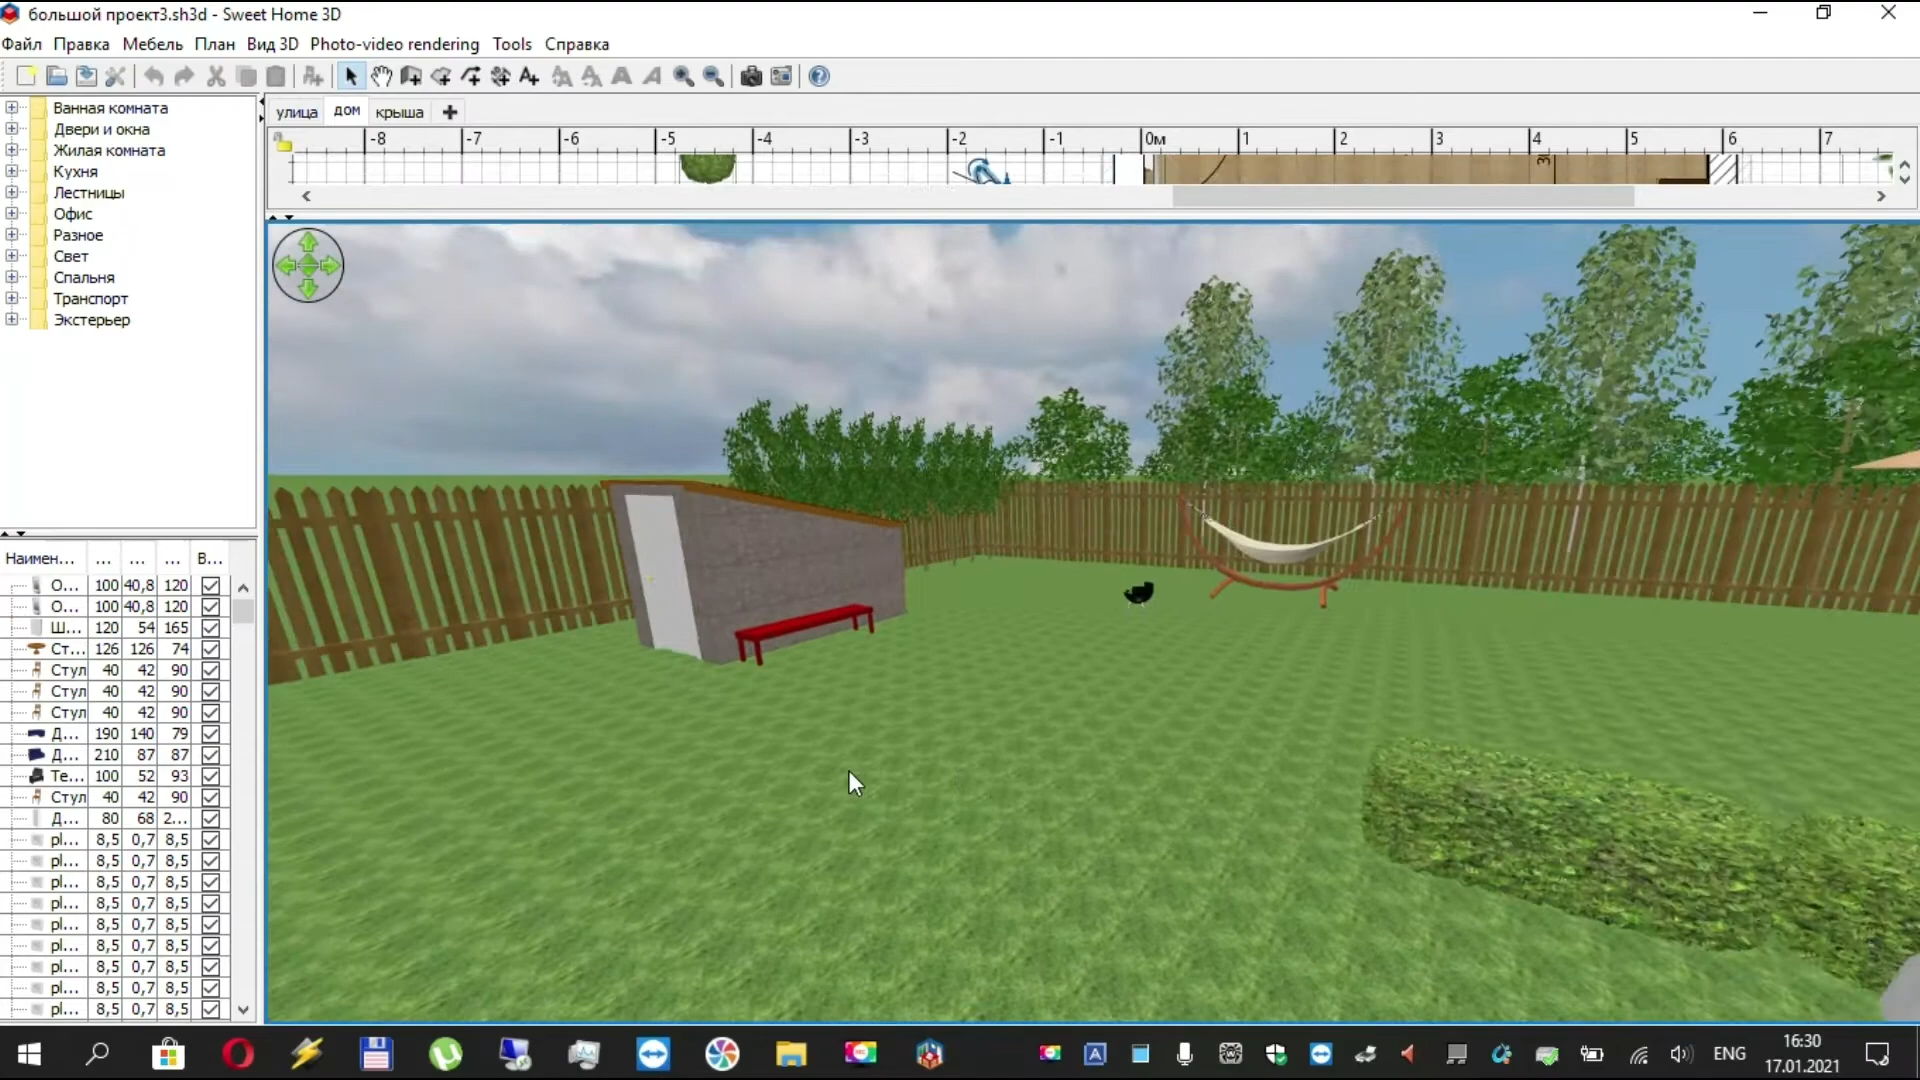 большой проект3.sh3d - Sweet Home 3D
Файл Правка Мебель План Вид 3D Photo-video rendering Tools Справка
Ванная комната
Двери и окна
Жилая комната
Кухня
Лестницы
Офис
Разное
Свет
Спальня
Транспорт
Экстерьер
улица дом крыша
-8 -7 -6 -5 -4 -3 -2 -1 0м 1 2 3 4 5 6 7
Наимен... ... ... ... В...
О... 100 40,8 120
О... 100 40,8 120
Ш... 120 54 165
Ст... 126 126 74
Стул 40 42 90
Стул 40 42 90
Стул 40 42 90
Д... 190 140 79
Д... 210 87 87
Те... 100 52 93
Стул 40 42 90
Д... 80 68 2...
pl... 8,5 0,7 8,5
pl... 8,5 0,7 8,5
pl... 8,5 0,7 8,5
pl... 8,5 0,7 8,5
pl... 8,5 0,7 8,5
pl... 8,5 0,7 8,5
pl... 8,5 0,7 8,5
pl... 8,5 0,7 8,5
pl... 8,5 0,7 8,5
ENG
16:30
17.01.2021